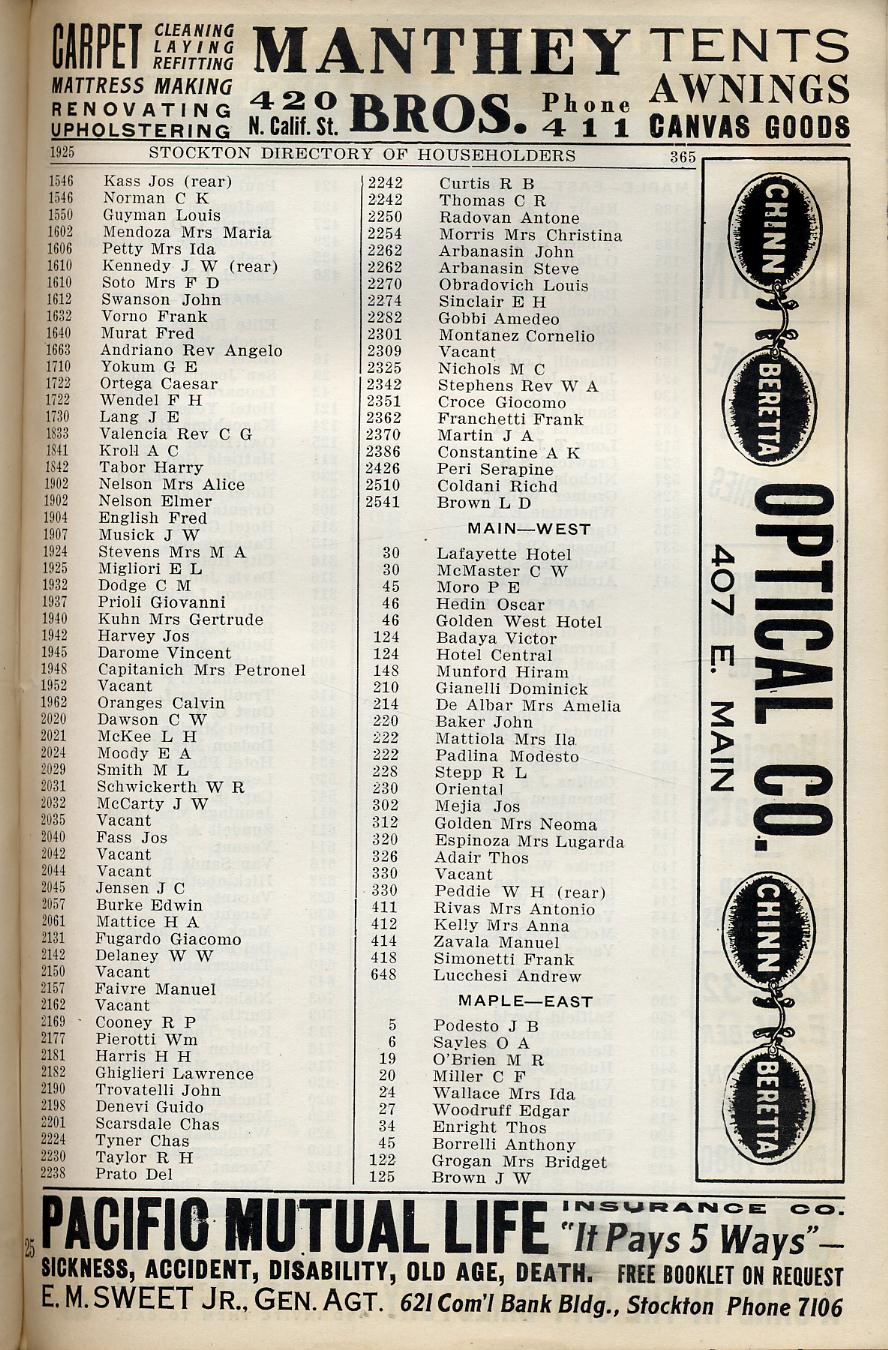 CARPET CLEANING
LAYING
REFITTING
MATTRESS MAKING
RENOVATING
UPHOLSTERING
MANTHEY
420
N. Calif. St.
BROS.
Phone
411
TENTS
AWNINGS
CANVAS GOODS
1925 STOCKTON DIRECTORY OF HOUSEHOLDERS 365
1546 Kass Jos (rear)
1546 Norman C K
1550 Guyman Louis
1602 Mendoza Mrs Maria
1606 Petty Mrs Ida
1610 Kennedy J W (rear)
1610 Soto Mrs F D
1612 Swanson John
1632 Vorno Frank
1640 Murat Fred
1663 Andriano Rev Angelo
1710 Yokum G E
1722 Ortega Caesar
1722 Wendel F H
1730 Lang J E
1833 Valencia Rev C G
1841 Kroll A C
1842 Tabor Harry
1902 Nelson Mrs Alice
1902 Nelson Elmer
1904 English Fred
1907 Musick J W
1924 Stevens Mrs M A
1925 Migliori E L
1932 Dodge C M
1937 Prioli Giovanni
1940 Kuhn Mrs Gertrude
1942 Harvey Jos
1945 Darome Vincent
1948 Capitanich Mrs Petronel
1952 Vacant
1962 Oranges Calvin
2020 Dawson C W
2021 McKee L H
2024 Moody E A
2029 Smith M L
2031 Schwickerth W R
2032 McCarty J W
2035 Vacant
2040 Fass Jos
2042 Vacant
2044 Vacant
2045 Jensen J C
2057 Burke Edwin
2061 Mattice H A
2131 Fugardo Giacomo
2142 Delaney W W
2150 Vacant
2157 Faivre Manuel
2162 Vacant
2169 Cooney R P
2177 Pierotti Wm
2181 Harris H H
2182 Ghiglieri Lawrence
2190 Trovatelli John
2198 Denevi Guido
2201 Scarsdale Chas
2224 Tyner Chas
2230 Taylor R H
2238 Prato Del
2242 Curtis R B
2242 Thomas C R
2250 Radovan Antone
2254 Morris Mrs Christina
2262 Arbanasin John
2262 Arbanasin Steve
2270 Obradovich Louis
2274 Sinclair E H
2282 Gobbi Amedeo
2301 Montanez Cornelio
2309 Vacant
2325 Nichols M C
2342 Stephens Rev W A
2351 Croce Giocomo
2362 Franchetti Frank
2370 Martin J A
2386 Constantine A K
2426 Peri Serapine
2510 Coldani Richd
2541 Brown L D
MAIN—WEST
30 Lafayette Hotel
30 McMaster C W
45 Moro P E
46 Hedin Oscar
46 Golden West Hotel
124 Badaya Victor
124 Hotel Central
148 Munford Hiram
210 Gianelli Dominick
214 De Albar Mrs Amelia
220 Baker John
222 Mattiola Mrs Ila
222 Padlina Modesto
228 Stepp R L
230 Oriental
302 Mejia Jos
312 Golden Mrs Neoma
320 Espinoza Mrs Lugarda
326 Adair Thos
330 Vacant
330 Peddie W H (rear)
411 Rivas Mrs Antonio
412 Kelly Mrs Anna
414 Zavala Manuel
418 Simonetti Frank
648 Lucchesi Andrew
MAPLE—EAST
5 Podesto J B
6 Sayles O A
19 O'Brien M R
20 Miller C F
24 Wallace Mrs Ida
27 Woodruff Edgar
34 Enright Thos
45 Borrelli Anthony
122 Grogan Mrs Bridget
125 Brown J W
CHINN
BERETTA
OPTICAL CO.
407 E. MAIN
CHINN
BERETTA
PACIFIC MUTUAL LIFE INSURANCE CO.
"It Pays 5 Ways"—
SICKNESS, ACCIDENT, DISABILITY, OLD AGE, DEATH. FREE BOOKLET ON REQUEST
E. M. SWEET JR., GEN. AGT. 621 Com'l Bank Bldg., Stockton Phone 7106
25